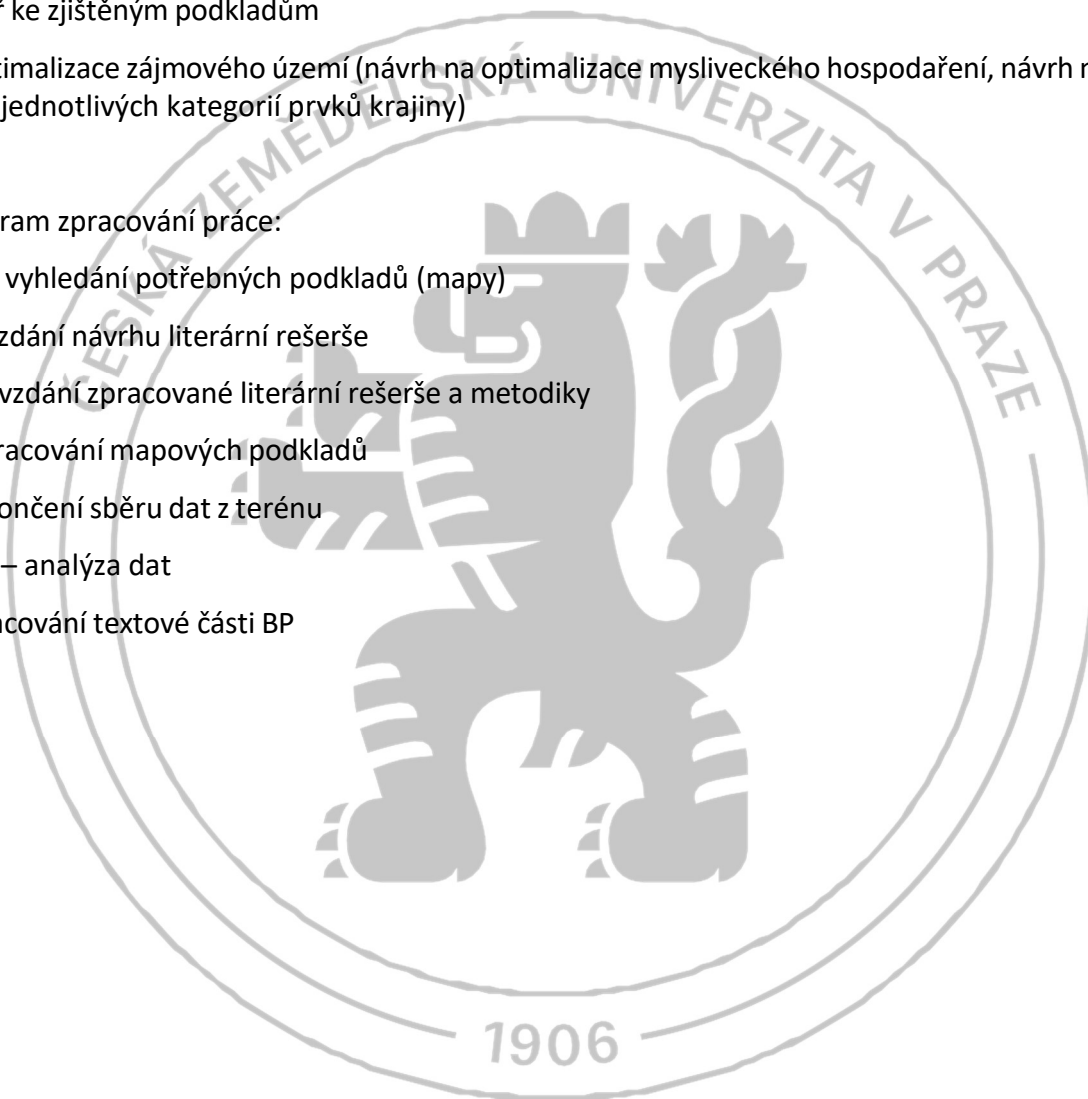 ke zjištěným podkladům
timalizace zájmového území (návrh na optimalizace mysliveckého hospodaření, návrh
jednotlivých kategorií prvků krajiny)
ram zpracování práce:
vyhledání potřebných podkladů (mapy)
zdání návrhu literární rešerše
vzdání zpracované literární rešerše a metodiky
racování mapových podkladů
ončení sběru dat z terénu
– analýza dat
cování textové části BP
ČESKÁ ZEMĚDĚLSKÁ UNIVERZITA V PRAZE
1906